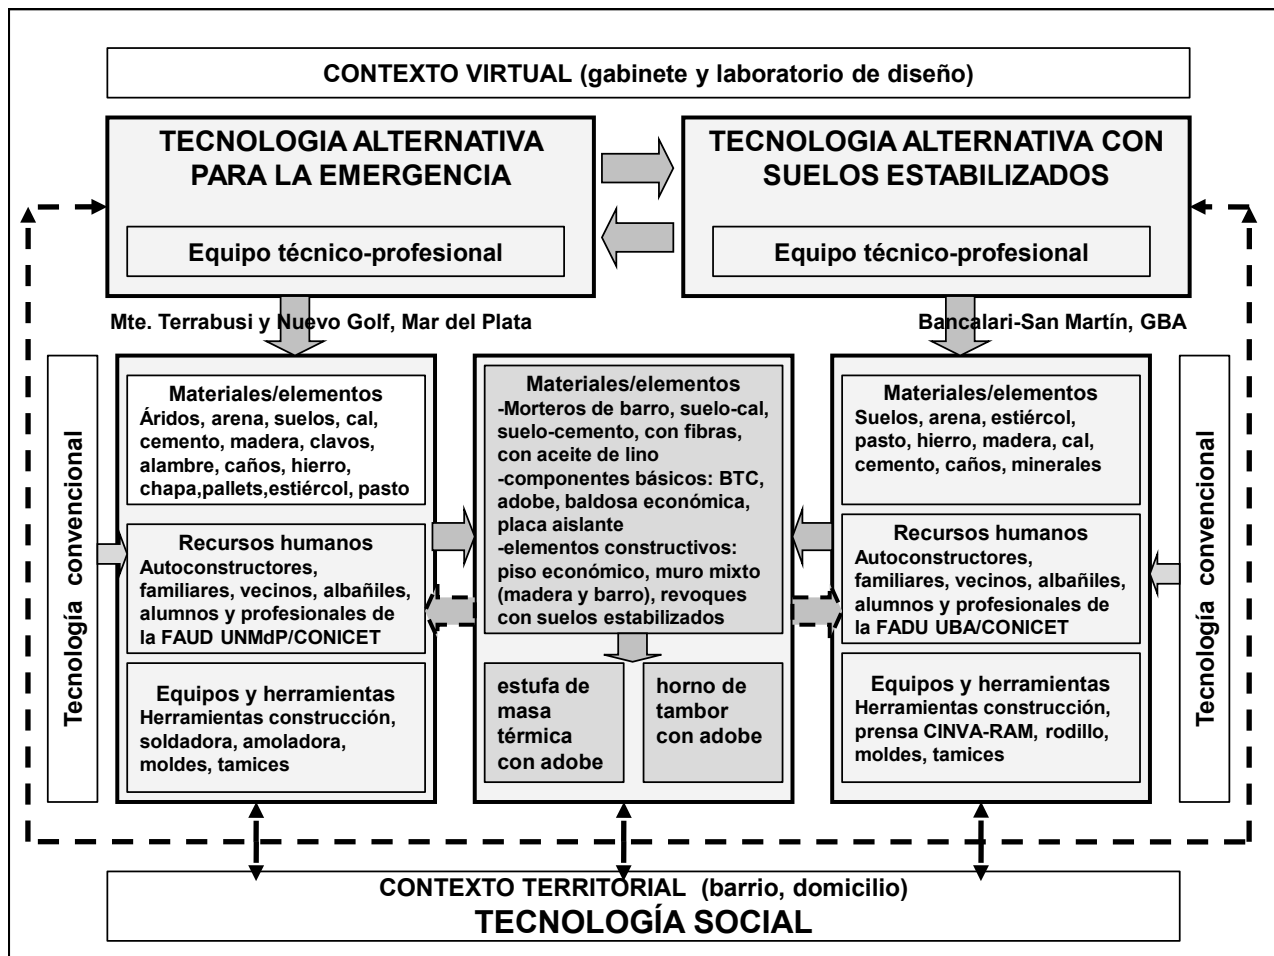 CONTEXTO VIRTUAL (gabinete y laboratorio de diseño)
TECNOLOGIA ALTERNATIVA
PARA LA EMERGENCIA
Equipo técnico-profesional
TECNOLOGIA ALTERNATIVA CON
SUELOS ESTABILIZADOS
Equipo técnico-profesional
Mte. Terrabusi y Nuevo Golf, Mar del Plata
Bancalari-San Martín, GBA
Tecnología convencional
Materiales/elementos
Áridos, arena, suelos, cal,
cemento, madera, clavos,
alambre, caños, hierro,
chapa,pallets,estiércol, pasto
Recursos humanos
Autoconstructores,
familiares, vecinos, albañiles,
alumnos y profesionales de
la FAUD UNMdP/CONICET
Equipos y herramientas
Herramientas construcción,
soldadora, amoladora,
moldes, tamices
Materiales/elementos
-Morteros de barro, suelo-cal,
suelo-cemento, con fibras,
con aceite de lino
-componentes básicos: BTC,
adobe, baldosa económica,
placa aislante
-elementos constructivos:
piso económico, muro mixto
(madera y barro), revoques
con suelos estabilizados
estufa de
masa
térmica
con adobe
horno de
tambor
con adobe
Materiales/elementos
Suelos, arena, estiércol,
pasto, hierro, madera, cal,
cemento, caños, minerales
Recursos humanos
Autoconstructores,
familiares, vecinos, albañiles,
alumnos y profesionales de
la FADU UBA/CONICET
Equipos y herramientas
Herramientas construcción,
prensa CINVA-RAM, rodillo,
moldes, tamices
Tecnología convencional
CONTEXTO TERRITORIAL (barrio, domicilio)
TECNOLOGÍA SOCIAL